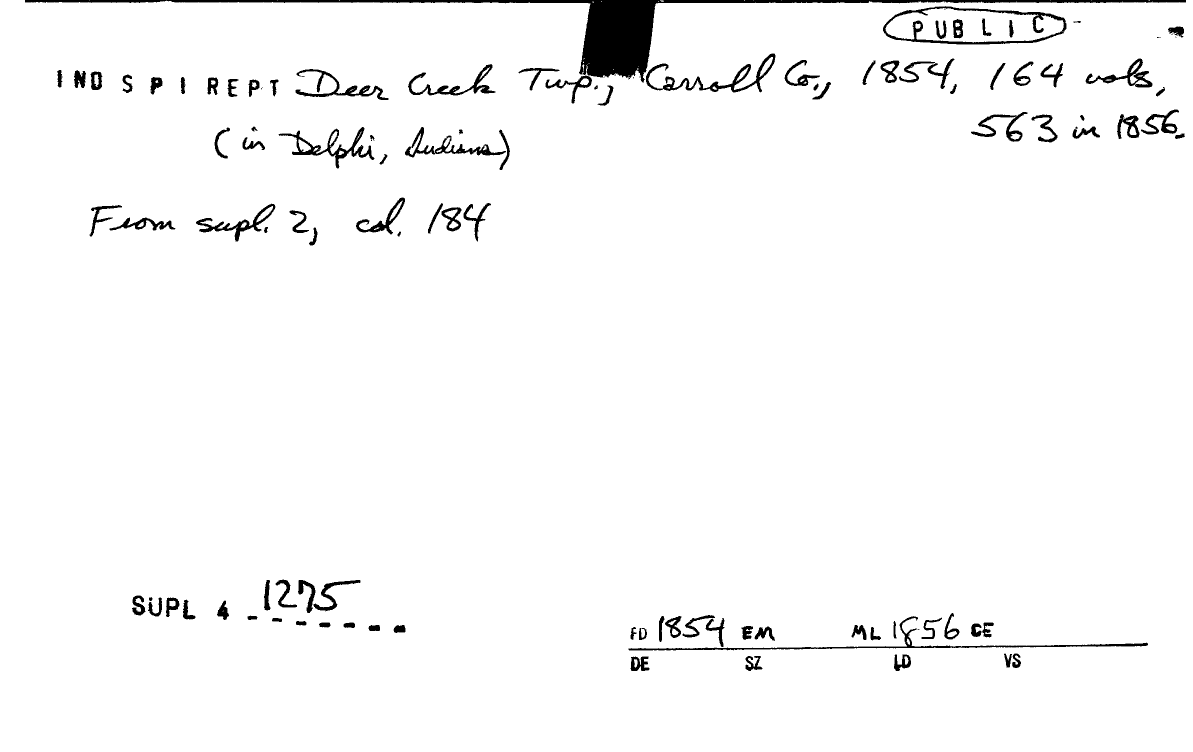 PUBLIC
IND S P I REPT Deer Creek Twp., Carroll Co., 1854, 164 vols,
563 in 1856.
(in Delphi, Indiana)
From supl. 2, col. 184
SUPL 4 1275
FD 1854 EM ML 1856 CE
DE SZ LD VS